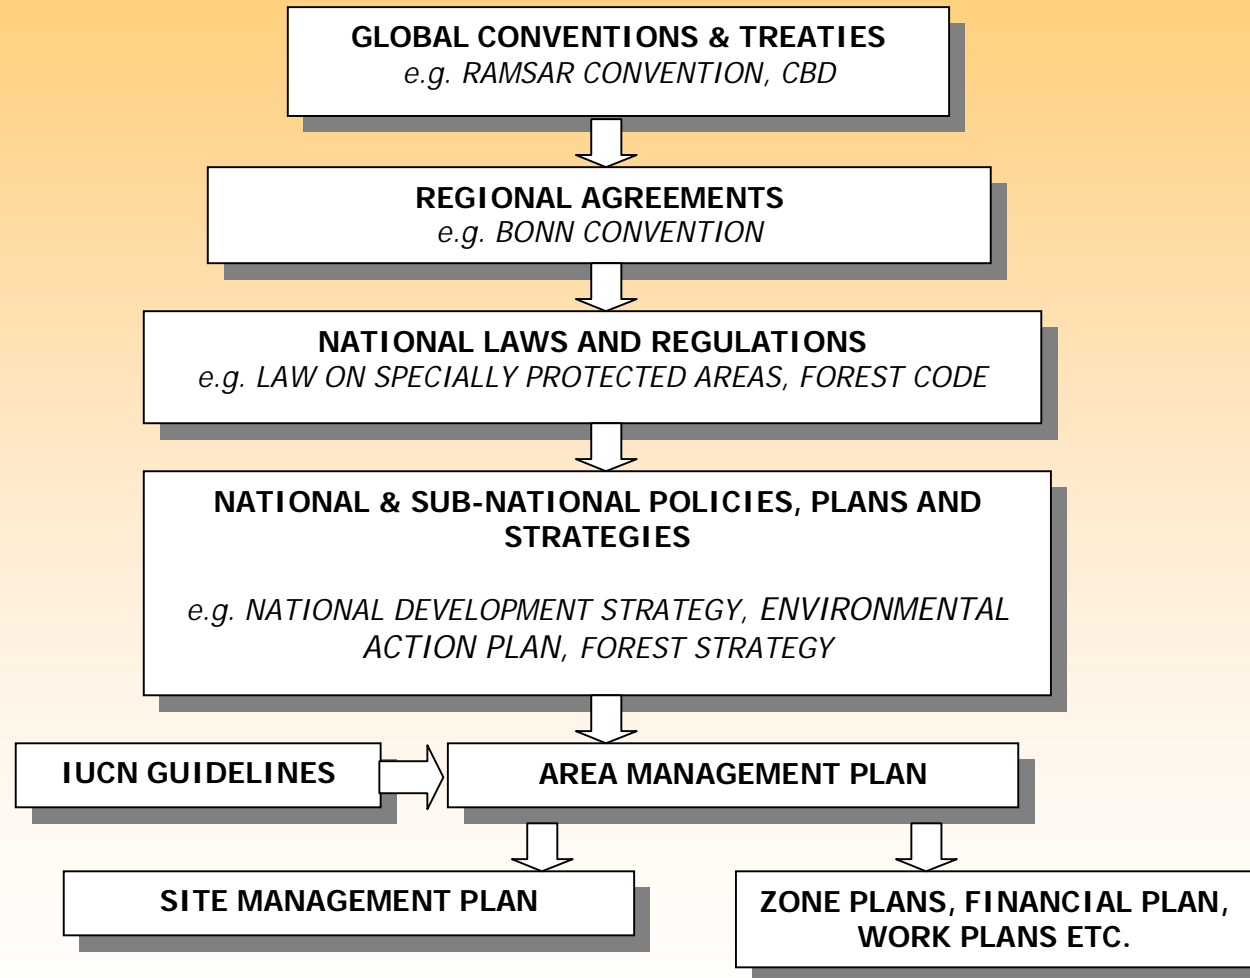 GLOBAL CONVENTIONS & TREATIES
e.g. RAMSAR CONVENTION, CBD
REGIONAL AGREEMENTS
e.g. BONN CONVENTION
NATIONAL LAWS AND REGULATIONS
e.g. LAW ON SPECIALLY PROTECTED AREAS, FOREST CODE
NATIONAL & SUB-NATIONAL POLICIES, PLANS AND
STRATEGIES
e.g. NATIONAL DEVELOPMENT STRATEGY, ENVIRONMENTAL
ACTION PLAN, FOREST STRATEGY
IUCN GUIDELINES
AREA MANAGEMENT PLAN
SITE MANAGEMENT PLAN
ZONE PLANS, FINANCIAL PLAN,
WORK PLANS ETC.